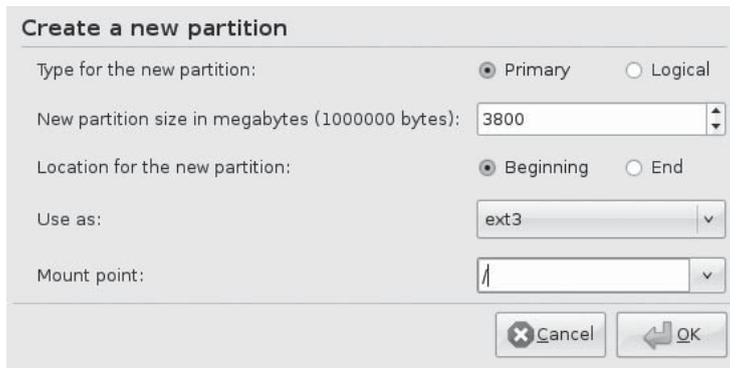 Create a new partition
Type for the new partition: Primary Logical
New partition size in megabytes (1000000 bytes): 3800
Location for the new partition: Beginning End
Use as: ext3
Mount point: /
Cancel OK